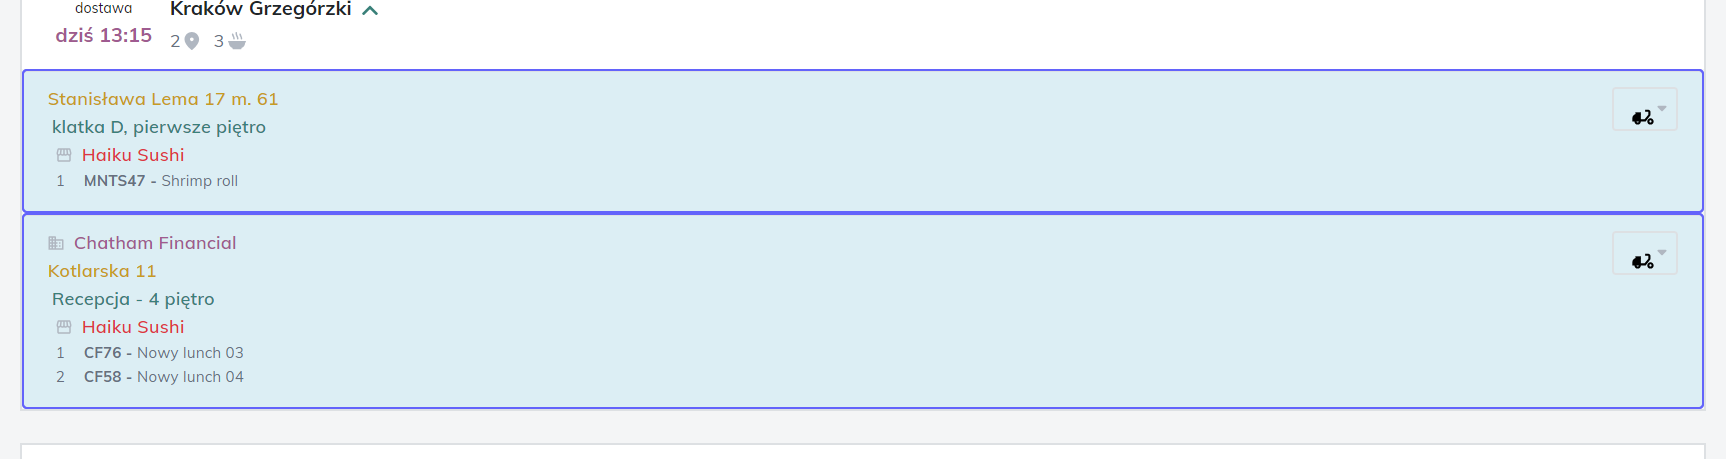 dostawa
Kraków Grzegórzki
dziś 13:15
2 3
Stanisława Lema 17 m. 61
klatka D, pierwsze piętro
Haiku Sushi
1 MNTS47 - Shrimp roll
Chatham Financial
Kotlarska 11
Recepcja - 4 piętro
Haiku Sushi
1 CF76 - Nowy lunch 03
2 CF58 - Nowy lunch 04